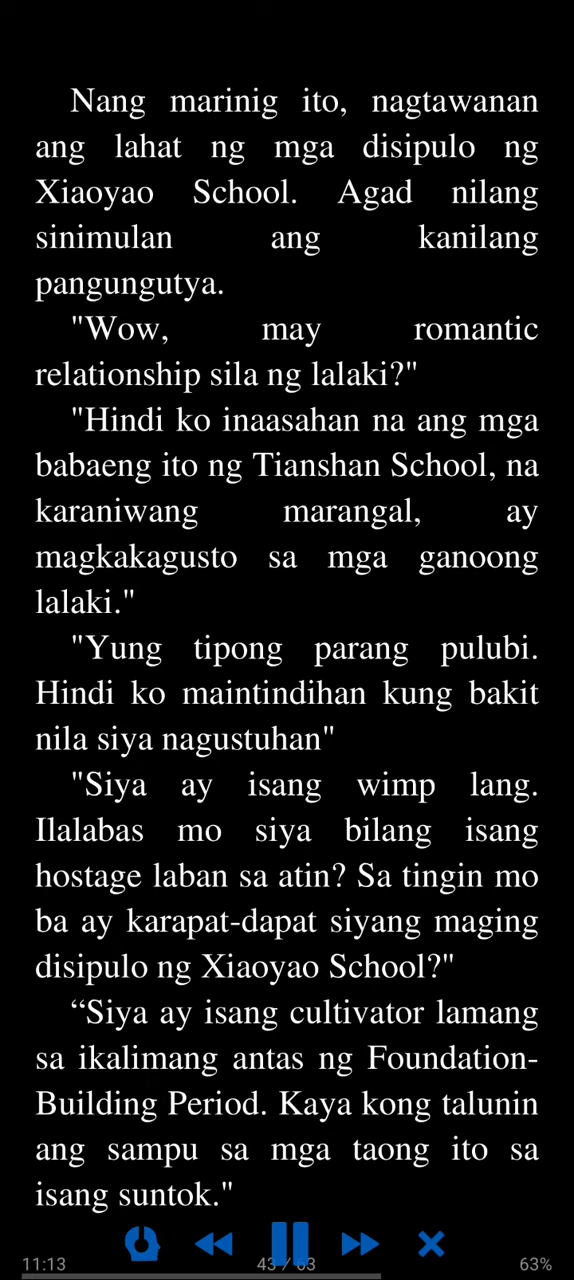 Nang marinig ito, nagtawanan
ang lahat ng mga disipulo ng
Xiaoyao School. Agad nilang
sinimulan ang kanilang
pangungutya.
"Wow, may romantic
relationship sila ng lalaki?"
"Hindi ko inaasahan na ang mga
babaeng ito ng Tianshan School, na
karaniwang marangal, ay
magkakagusto sa mga ganoong
lalaki."
"Yung tipong parang pulubi.
Hindi ko maintindihan kung bakit
nila siya nagustuhan"
"Siya ay isang wimp lang.
Ilalabas mo siya bilang isang
hostage laban sa atin? Sa tingin mo
ba ay karapat-dapat siyang maging
disipulo ng Xiaoyao School?"
“Siya ay isang cultivator lamang
sa ikalimang antas ng Foundation-
Building Period. Kaya kong talunin
ang sampu sa mga taong ito sa
isang suntok."
11:13 43 / 63 63%